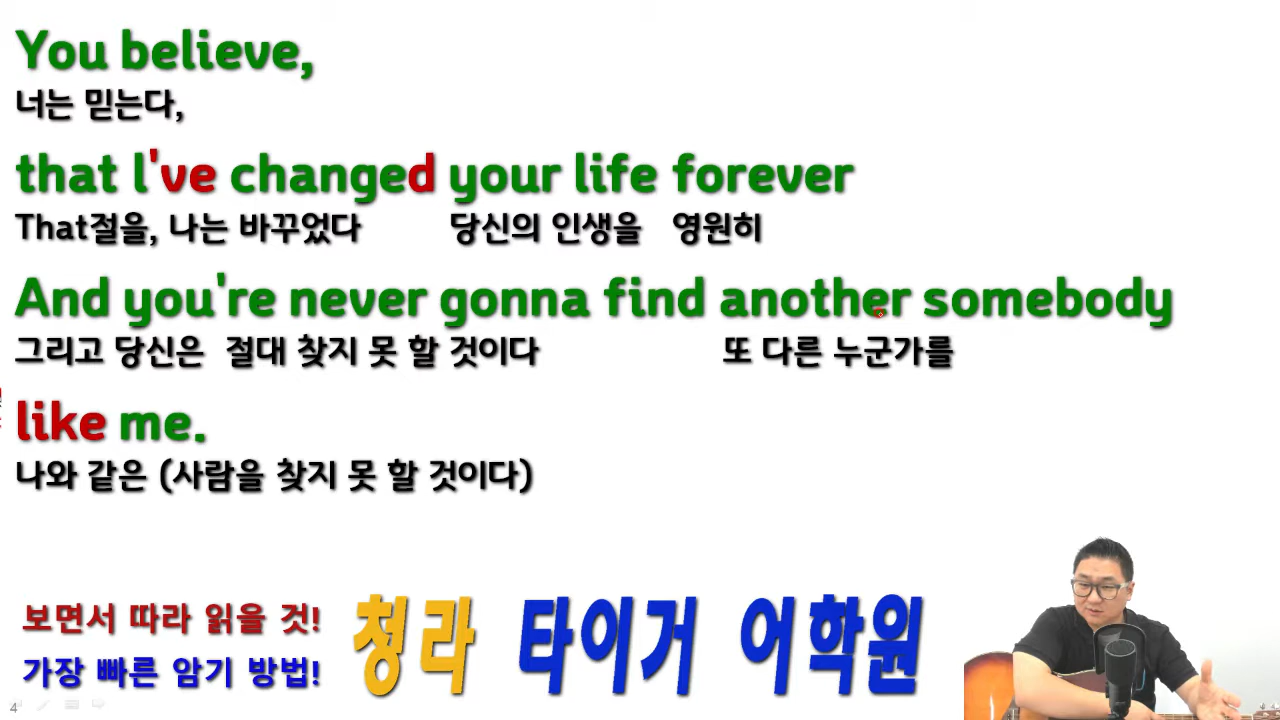 You believe,
너는 믿는다,
that I've changed your life forever
That절을, 나는 바꾸었다 당신의 인생을 영원히
And you're never gonna find another somebody
그리고 당신은 절대 찾지 못 할 것이다 또 다른 누군가를
like me.
나와 같은 (사람을 찾지 못 할 것이다)
보면서 따라 읽을 것!
가장 빠른 암기 방법!
청라 타이거 어학원
4